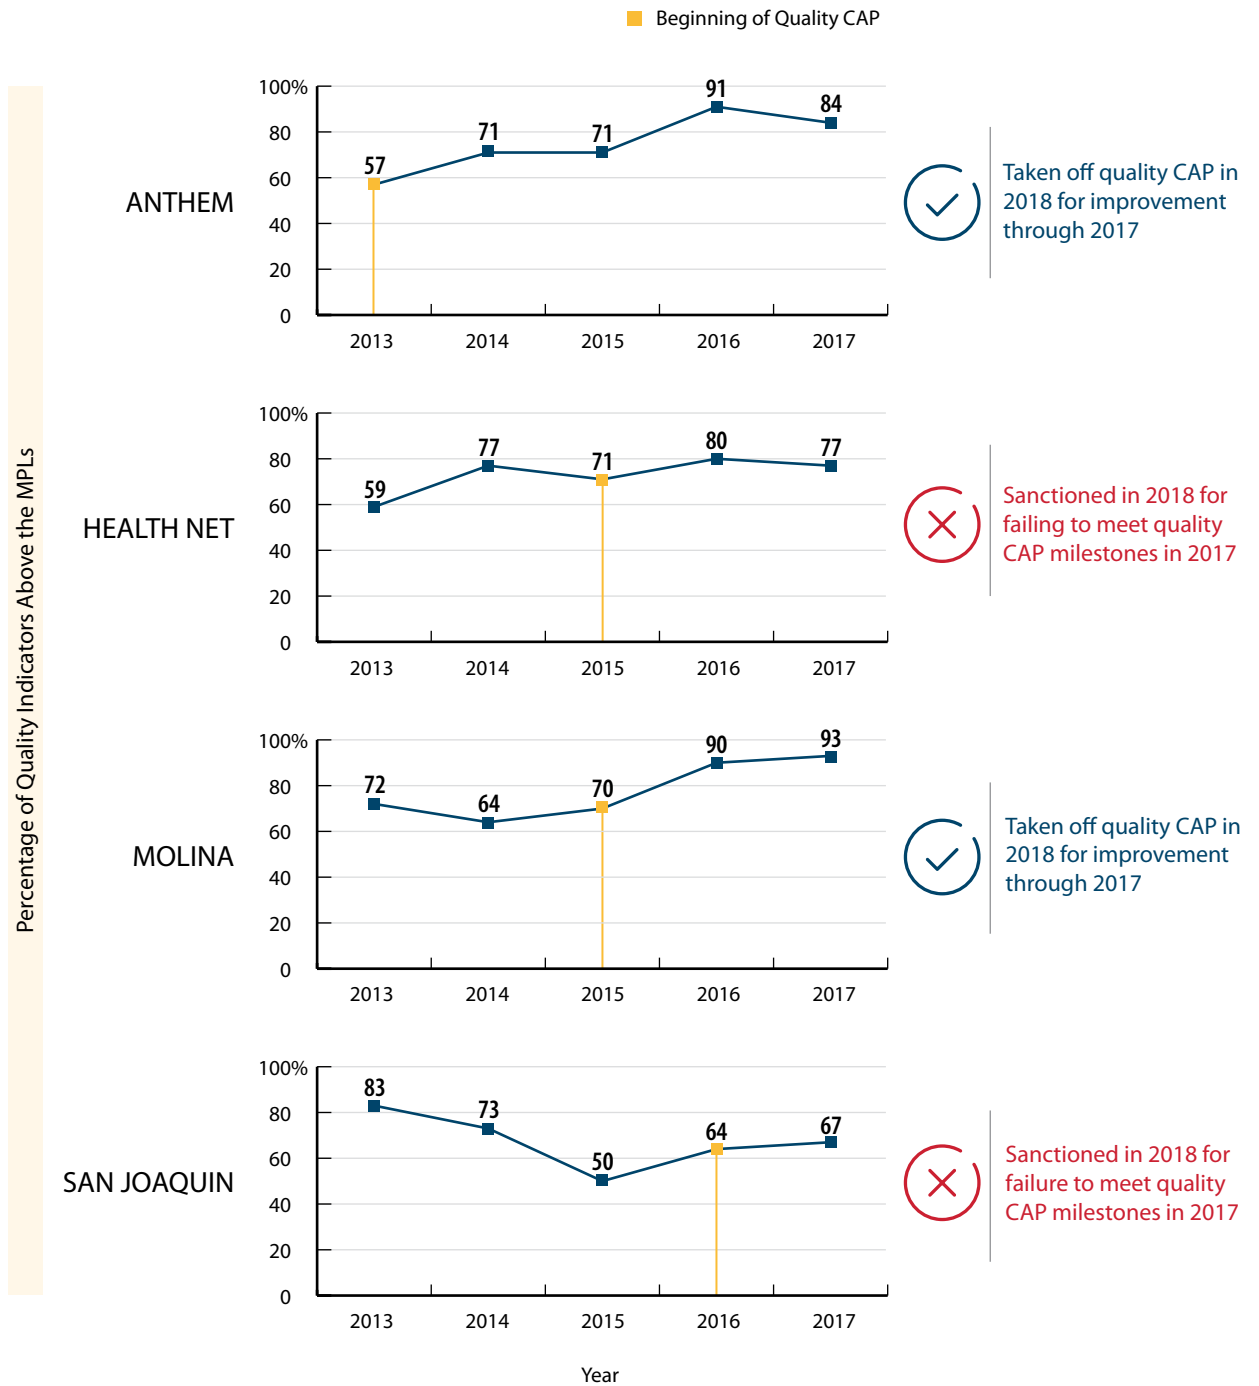 Beginning of Quality CAP
Percentage of Quality Indicators Above the MPLs
ANTHEM
100%
80
60
40
20
0
57
71
71
91
84
2013 2014 2015 2016 2017
Taken off quality CAP in
2018 for improvement
through 2017
HEALTH NET
100%
80
60
40
20
0
59
77
71
80
77
2013 2014 2015 2016 2017
Sanctioned in 2018 for
failing to meet quality
CAP milestones in 2017
MOLINA
100%
80
60
40
20
0
72
64
70
90
93
2013 2014 2015 2016 2017
Taken off quality CAP in
2018 for improvement
through 2017
SAN JOAQUIN
100%
80
60
40
20
0
83
73
50
64
67
2013 2014 2015 2016 2017
Sanctioned in 2018 for
failure to meet quality
CAP milestones in 2017
Year